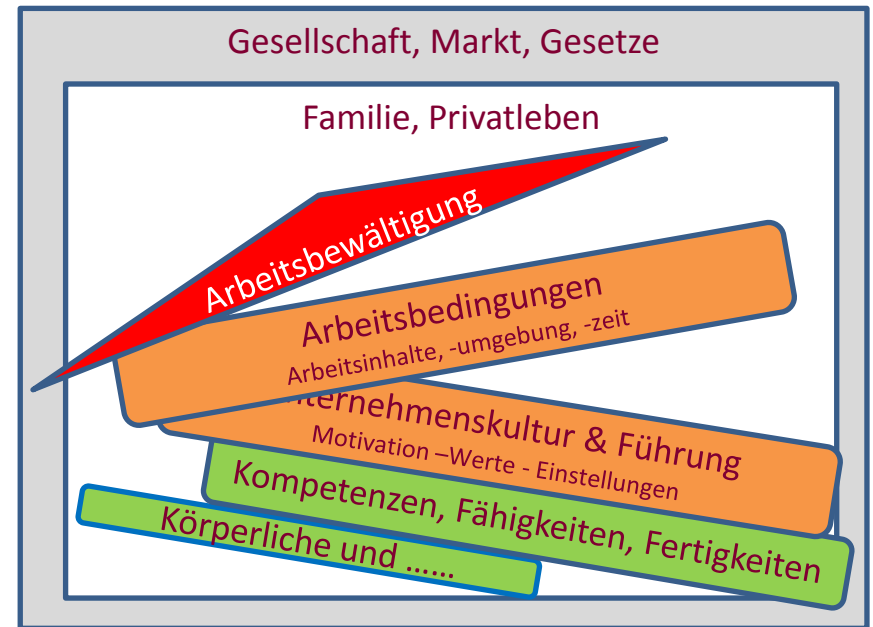 Gesellschaft, Markt, Gesetze
Familie, Privatleben
Arbeitsbewältigung
Arbeitsbedingungen
Arbeitsinhalte, -umgebung, -zeit
ternehmenskultur & Führung
Motivation –Werte - Einstellungen
Kompetenzen, Fähigkeiten, Fertigkeiten
Körperliche und ......